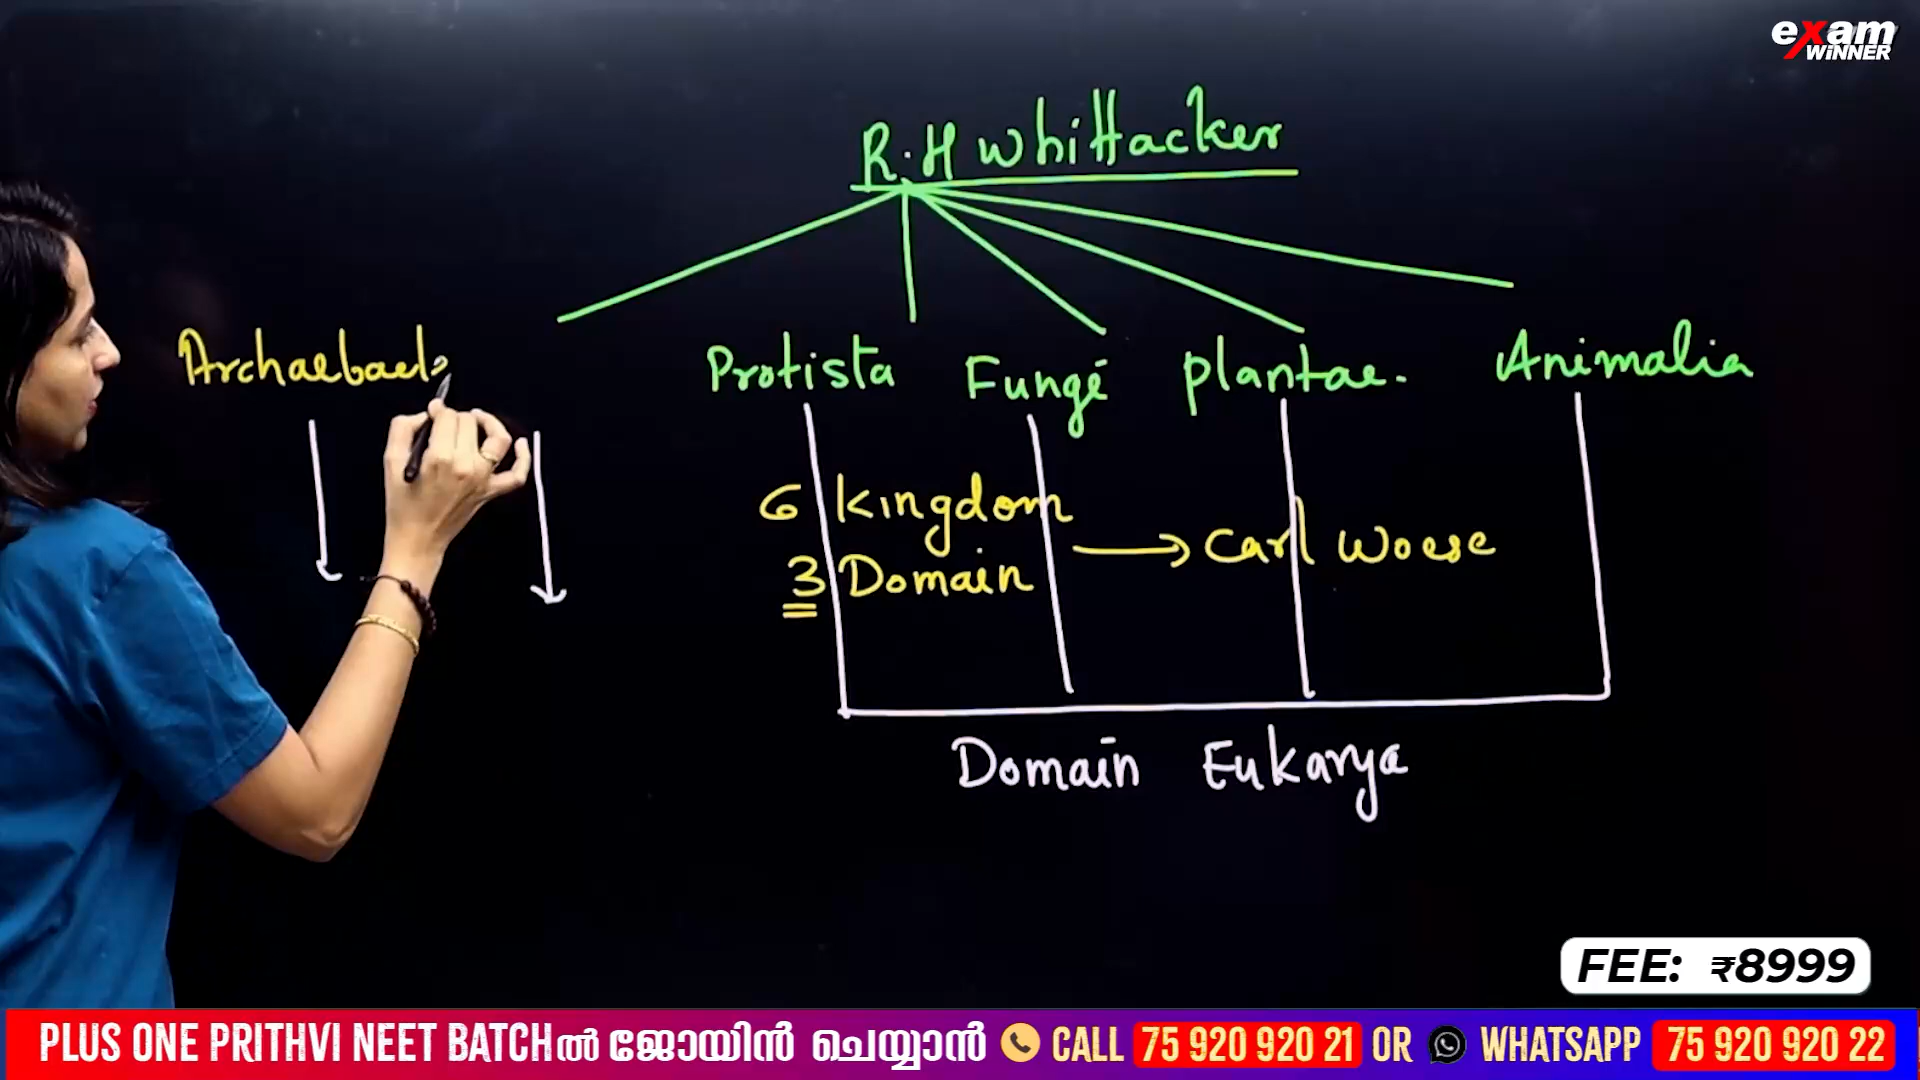 exam
WiNNER
R.H Whittacker
Archaebact
Protista Fungi Plantae. Animalia
6 Kingdom
3 Domain → Carl Woese
Domain Eukarya
FEE: ₹8999
PLUS ONE PRITHVI NEET BATCHൽ ജോയിൻ ചെയ്യാൻ CALL 75 920 920 21 OR WHATSAPP 75 920 920 22